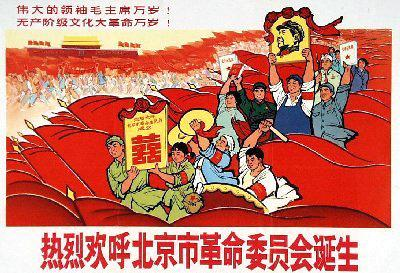 伟大的领袖毛主席万岁！
无产阶级文化大革命万岁！
囍
热烈欢呼北京市革命委员会诞生